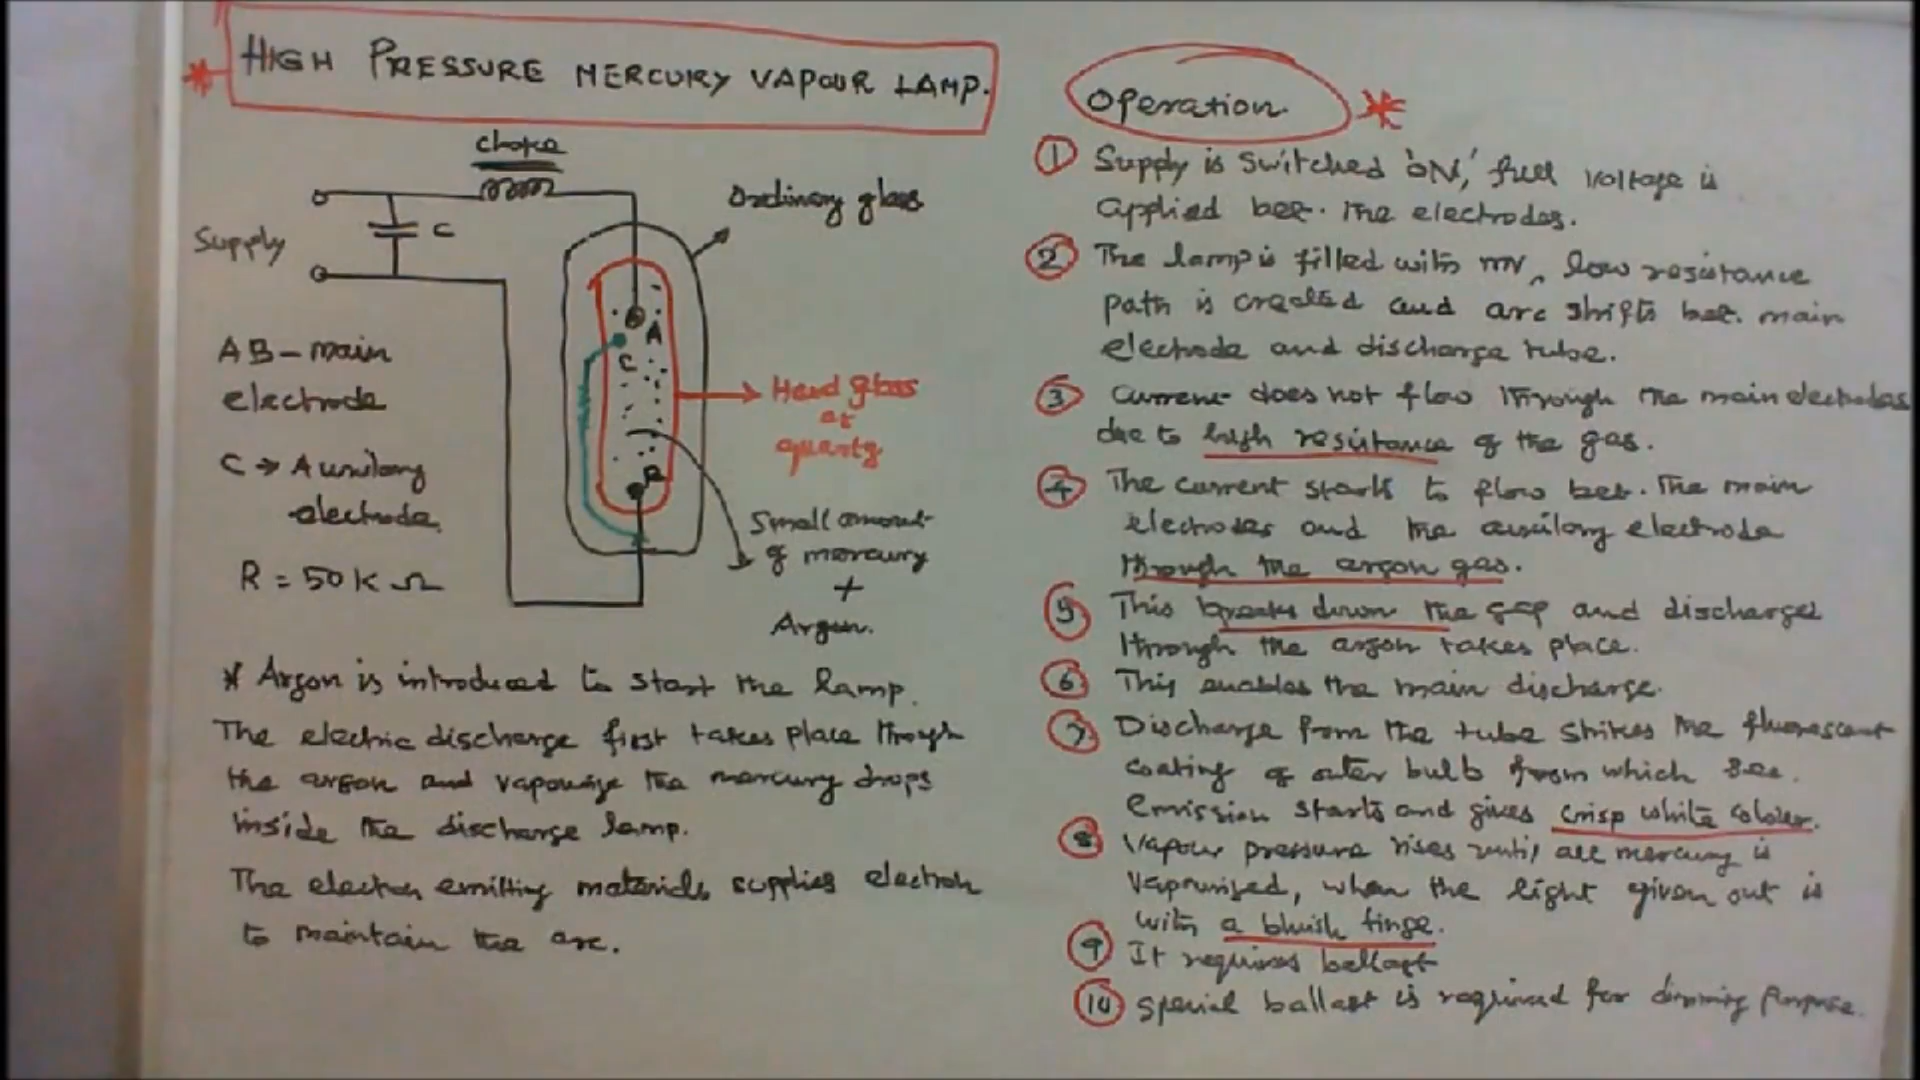 HIGH PRESSURE MERCURY VAPOUR LAMP.
choke
Supply
C
Ordinary glass
A
C
B
AB - main
electrode
C → Auxilary
electrode
R = 50K Ω
Hard glass
or
quartz
Small amount
of mercury
+
Argon.
* Argon is introduced to start the lamp.
The electric discharge first takes place through
the argon and vapourize the mercury drops
inside the discharge lamp.
The electron emitting materials supplies electron
to maintain the arc.
Operation.
① Supply is switched 'ON', full voltage is
applied bet. the electrodes.
② The lamp is filled with mv, low resistance
path is created and arc shifts bet. main
electrode and discharge tube.
③ Current does not flow through the main electrodes
due to high resistance of the gas.
④ The current starts to flow bet. The main
electrodes and the auxilary electrode
through the argon gas.
⑤ This breaks down the gap and discharges
through the argon takes place.
⑥ This enables the main discharge.
⑦ Discharge from the tube strikes the fluorescent
coating of outer bulb from which sec.
emission starts and gives crisp white colour.
⑧ Vapour pressure rises until all mercury is
vapourised, when the light given out is
with a bluish tinge.
⑨ It requires ballast
⑩ special ballast is required for dimming purpose.